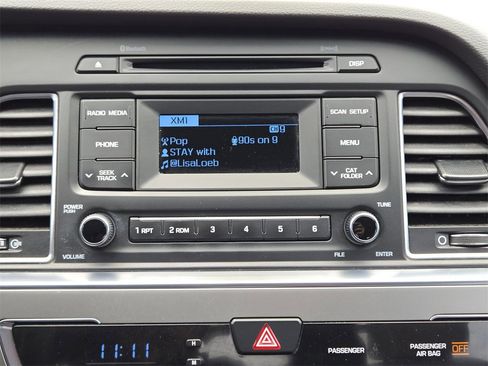 Bluetooth
DISP
RADIO MEDIA
PHONE
SEEK
TRACK
XM1
9
Pop 90s on 9
STAY with
@LisaLoeb
SCAN SETUP
MENU
CAT
FOLDER
POWER
PUSH
VOLUME
1 RPT 2 RDM 3 4 5 6
TUNE
FILE ENTER
11:11
H
M
PASSENGER
PASSENGER
AIR BAG OFF